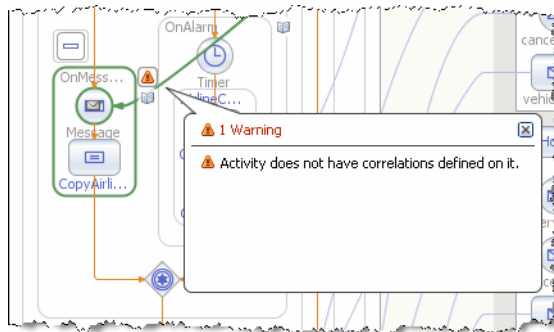 OnAlarm
cance
OnMess...
Timer
vehic
Message
CopyAirli...
1 Warning
Activity does not have correlations defined on it.